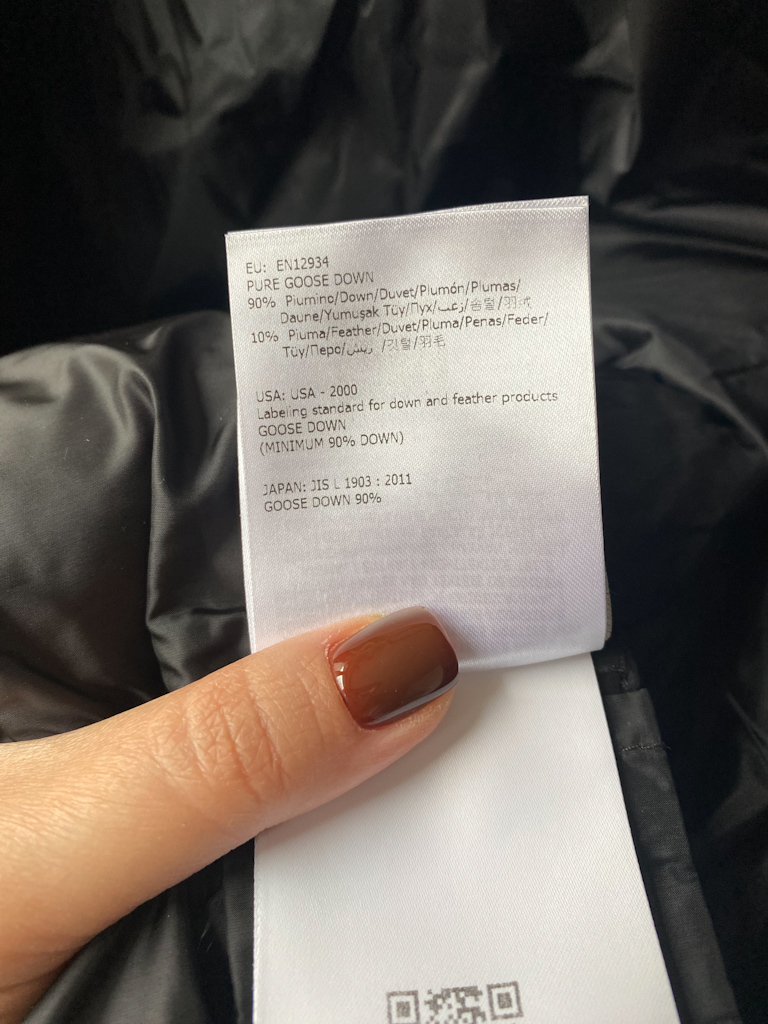 EU: EN12934
PURE GOOSE DOWN
90% Piumino/Down/Duvet/Plumón/Plumas/
Daune/Yumuşak Tüy/Пух/زغب/솜털/羽绒
10% Piuma/Feather/Duvet/Pluma/Penas/Feder/
Tüy/Перо/ريش /깃털/羽毛
USA: USA - 2000
Labeling standard for down and feather products
GOOSE DOWN
(MINIMUM 90% DOWN)
JAPAN: JIS L 1903 : 2011
GOOSE DOWN 90%